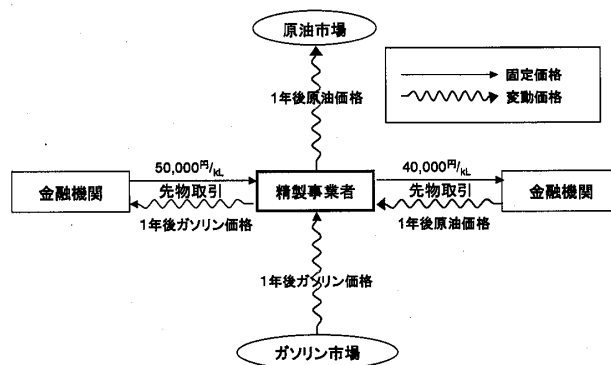 原油市場
固定価格
変動価格
1年後原油価格
50,000円/kL
40,000円/kL
金融機関
先物取引
精製事業者
先物取引
金融機関
1年後ガソリン価格
1年後原油価格
1年後ガソリン価格
ガソリン市場